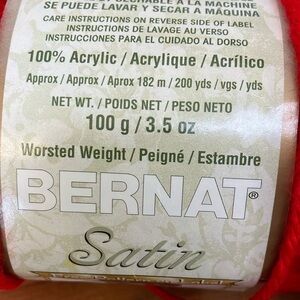 SE PUEDE LAVAR Y SECAR A MÁQUINA
CARE INSTRUCTIONS ON REVERSE SIDE OF LABEL
INSTRUCTIONS DE LAVAGE AU VERSO
INSTRUCCIONES PARA EL CUIDADO AL DORSO
100% Acrylic / Acrylique / Acrílico
Approx / Approx / Aprox 182 m / 200 yds / vgs / yds
NET WT. / POIDS NET / PESO NETO
100 g / 3.5 oz
Worsted Weight / Peigné / Estambre
BERNAT®
Satin